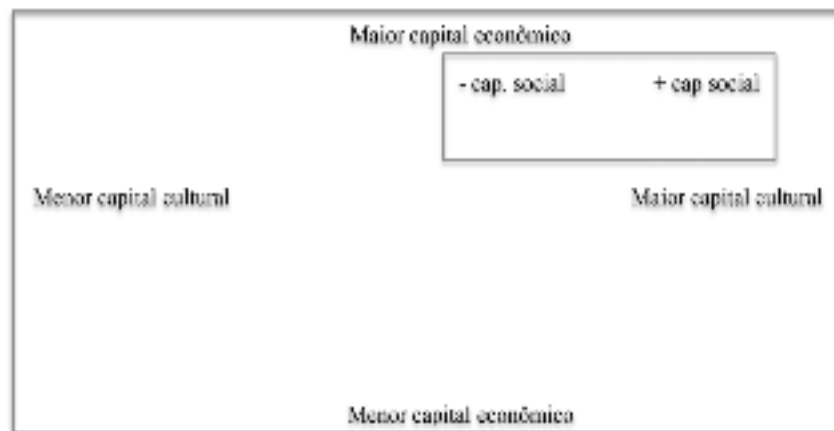 Maior capital econômico
- cap. social + cap social
Menor capital cultural Maior capital cultural
Menor capital econômico